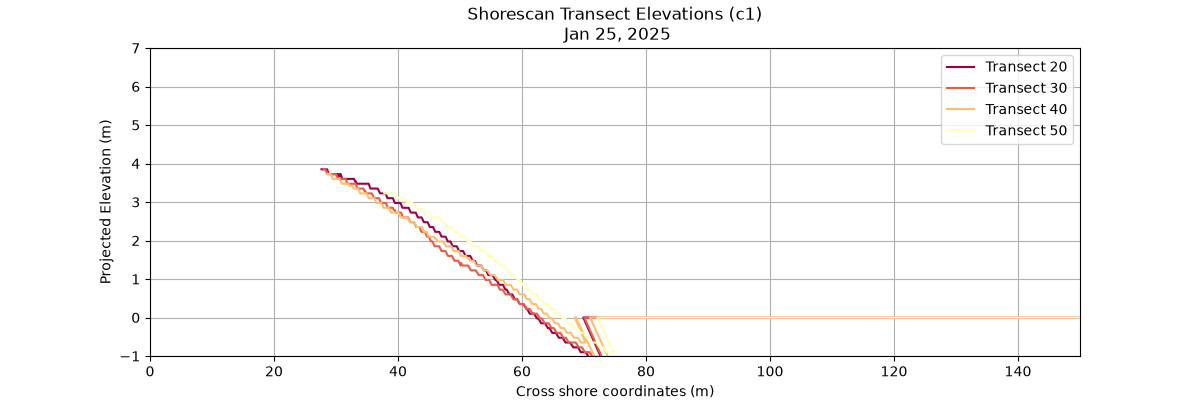 Shorescan Transect Elevations (c1)
Jan 25, 2025
Projected Elevation (m)
7
6
5
4
3
2
1
0
−1
0 20 40 60 80 100 120 140
Cross shore coordinates (m)
Transect 20
Transect 30
Transect 40
Transect 50